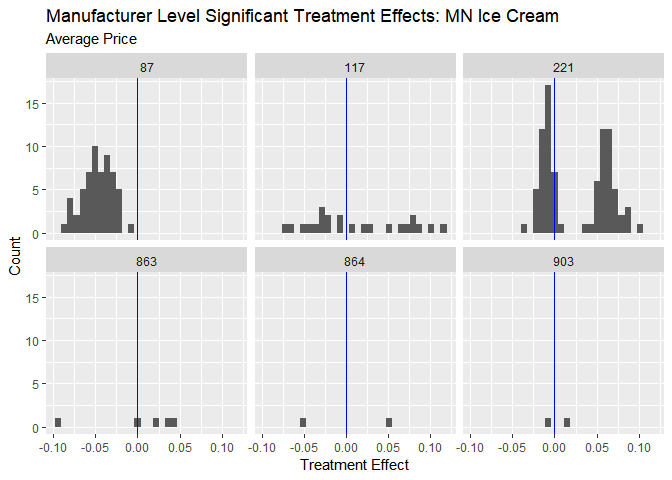 Manufacturer Level Significant Treatment Effects: MN Ice Cream
Average Price
87 117 221
15
10
5
0
Count
863 864 903
15
10
5
0
-0.10 -0.05 0.00 0.05 0.10 -0.10 -0.05 0.00 0.05 0.10 -0.10 -0.05 0.00 0.05 0.10
Treatment Effect